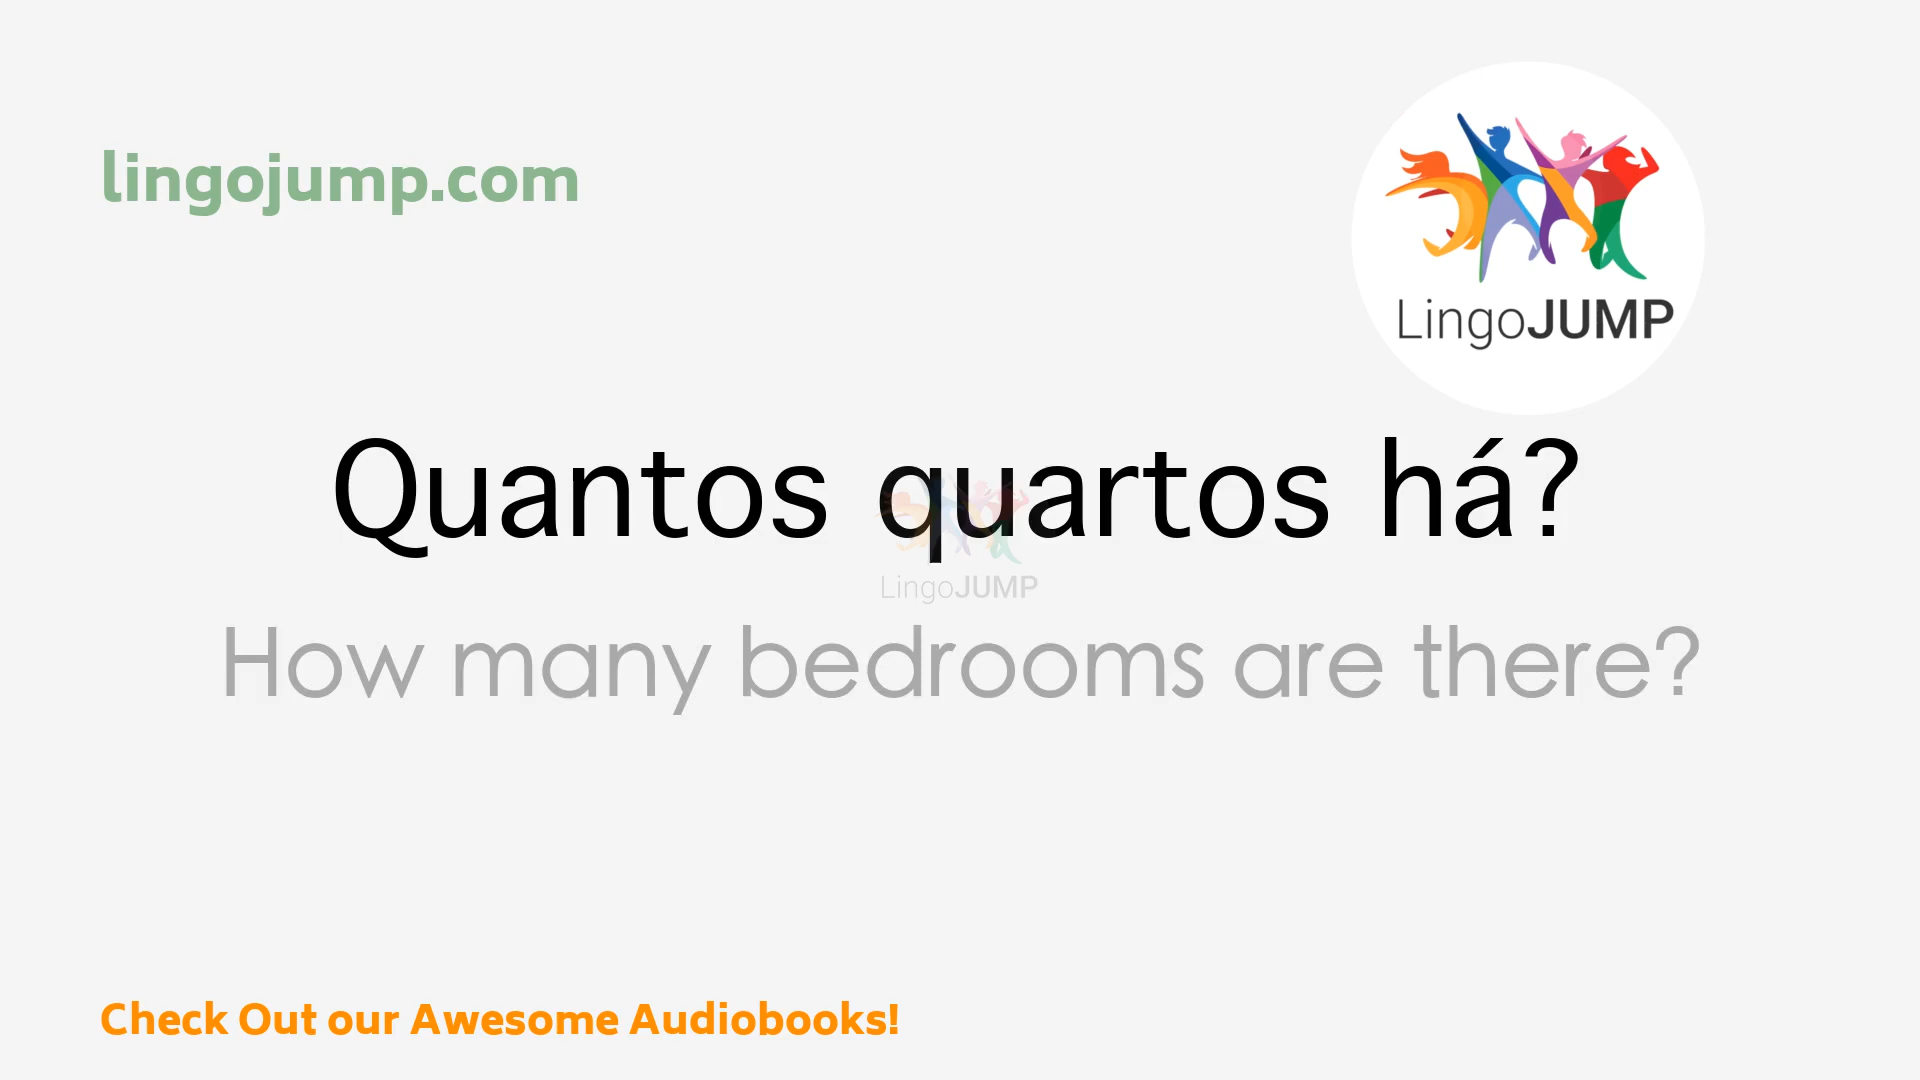 lingojump.com
LingoJUMP
Quantos quartos há?
LingoJUMP
How many bedrooms are there?
Check Out our Awesome Audiobooks!